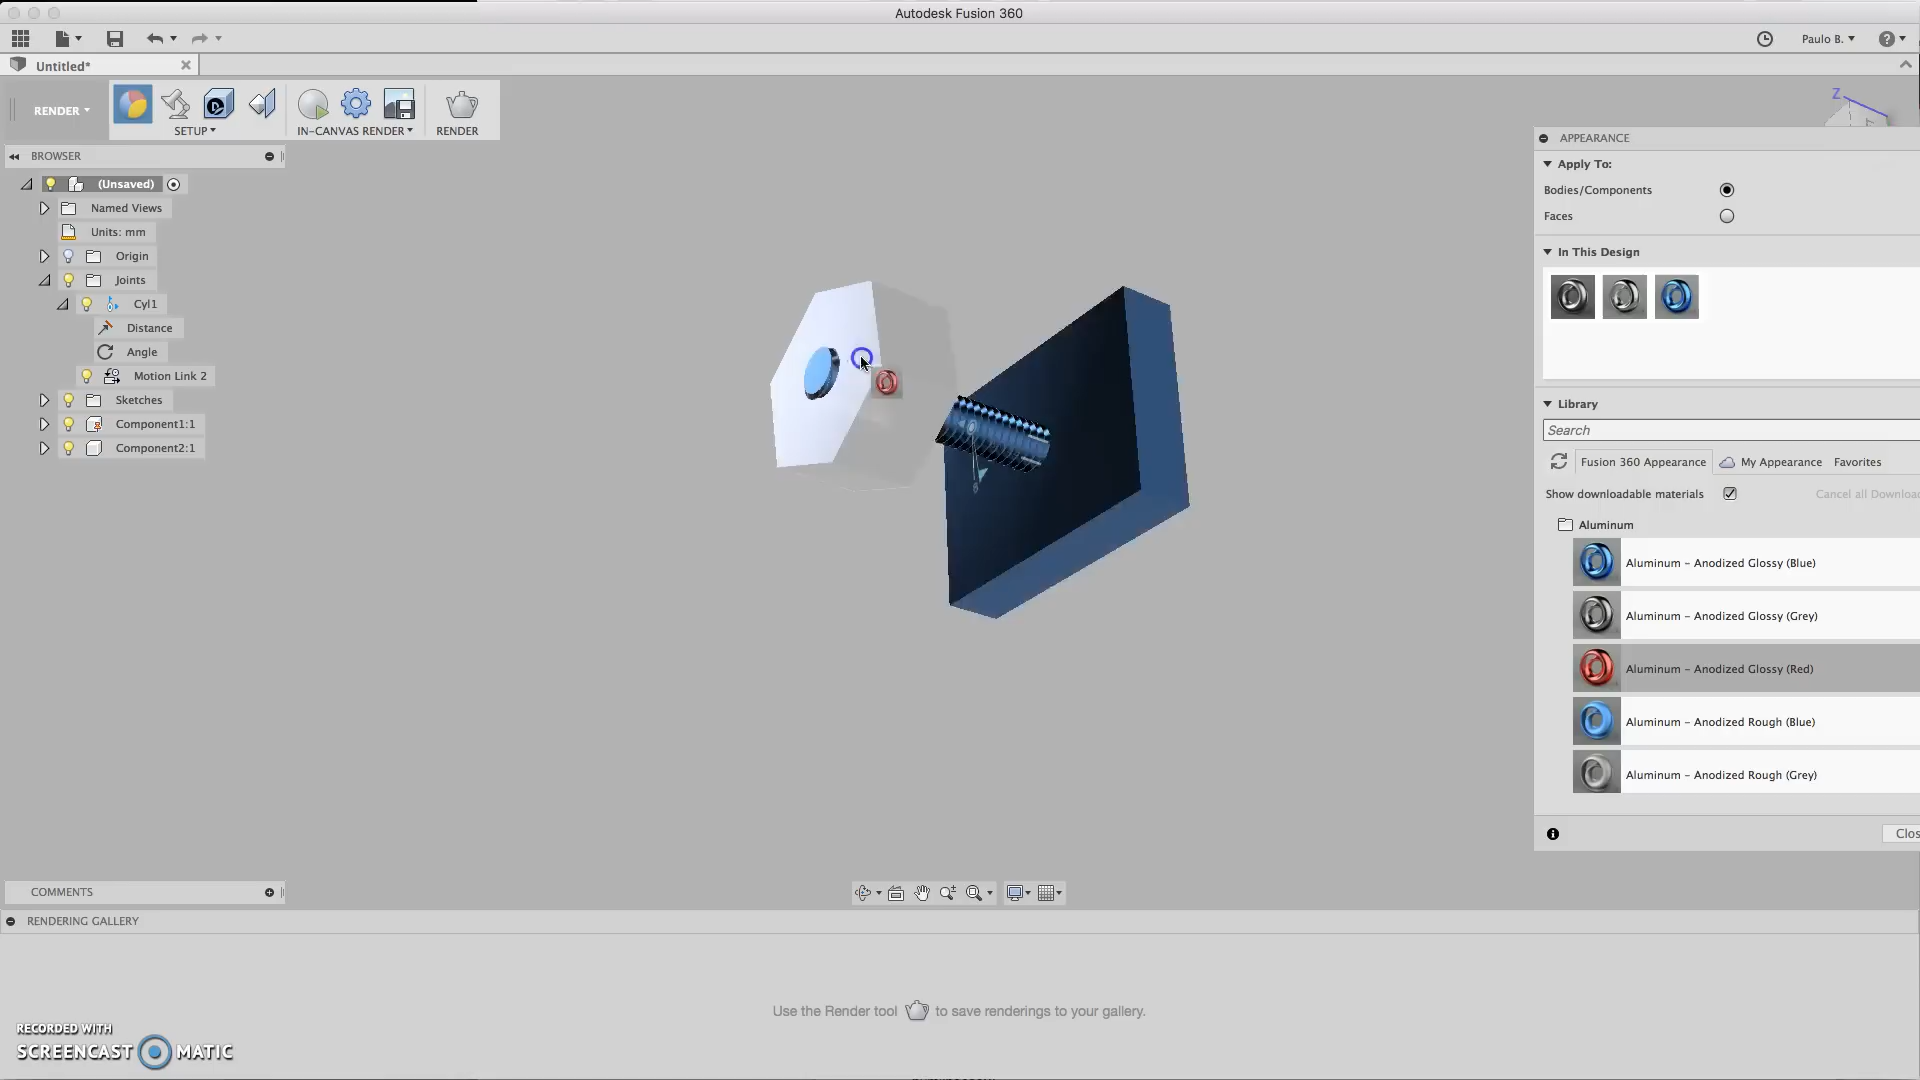 Autodesk Fusion 360
Paulo B.
Untitled*
RENDER
SETUP
IN-CANVAS RENDER
RENDER
Z
BROWSER
(Unsaved)
Named Views
Units: mm
Origin
Joints
Cyl1
Distance
Angle
Motion Link 2
Sketches
Component1:1
Component2:1
APPEARANCE
Apply To:
Bodies/Components
Faces
In This Design
Library
Search
Fusion 360 Appearance
My Appearance
Favorites
Show downloadable materials
Cancel all Downloa
Aluminum
Aluminum - Anodized Glossy (Blue)
Aluminum - Anodized Glossy (Grey)
Aluminum - Anodized Glossy (Red)
Aluminum - Anodized Rough (Blue)
Aluminum - Anodized Rough (Grey)
Clos
COMMENTS
RENDERING GALLERY
Use the Render tool to save renderings to your gallery.
RECORDED WITH
SCREENCAST MATIC